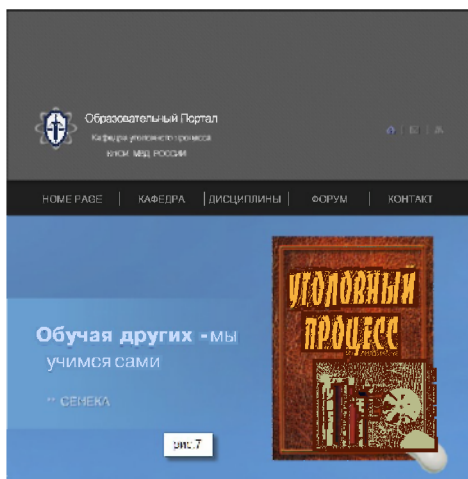 Образовательный Портал
Кафедра уголовного процесса
МВД РОССИИ
HOME PAGE
КАФЕДРА
ДИСЦИПЛИНЫ
ФОРУМ
КОНТАКТ
УГОЛОВНЫЙ
ПРОЦЕСС
Обучая других - мы
учимся сами
СЕНЕКА
рис.7